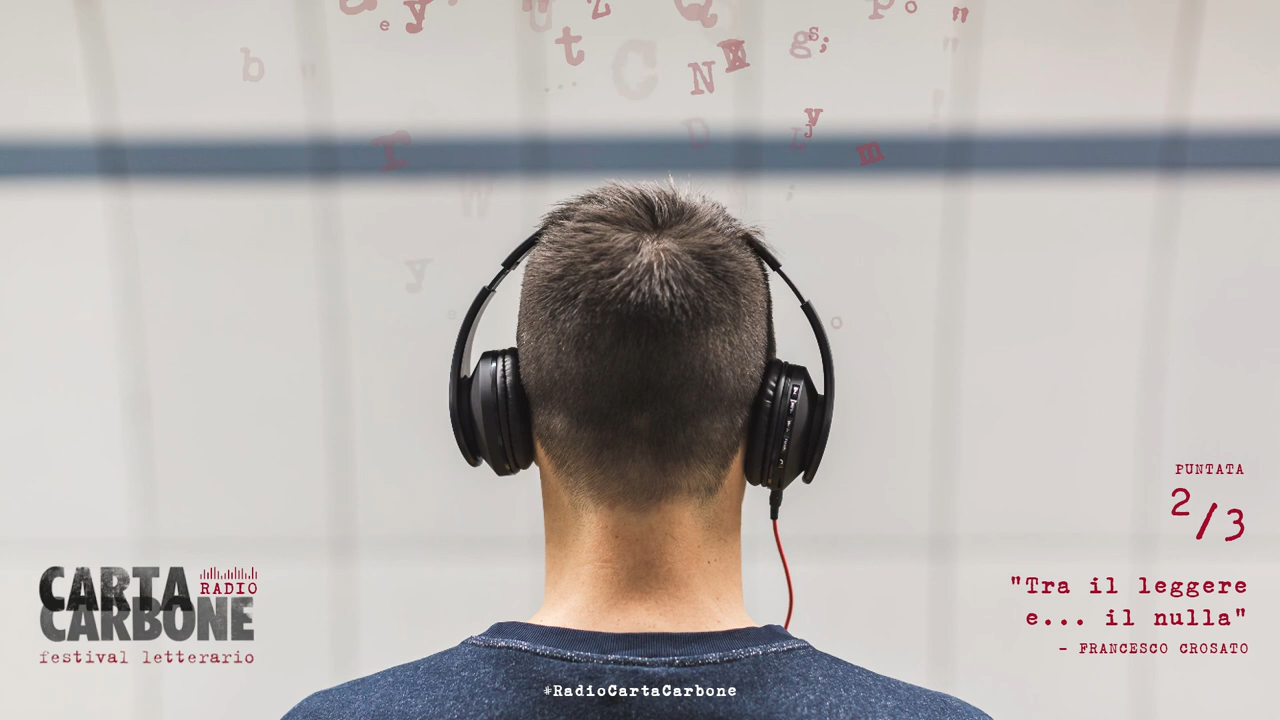 PUNTATA
2/3
"Tra il leggere
e... il nulla"
- FRANCESCO CROSATO
CARTA
RADIO
CARBONE
festival letterario
#RadioCartaCarbone